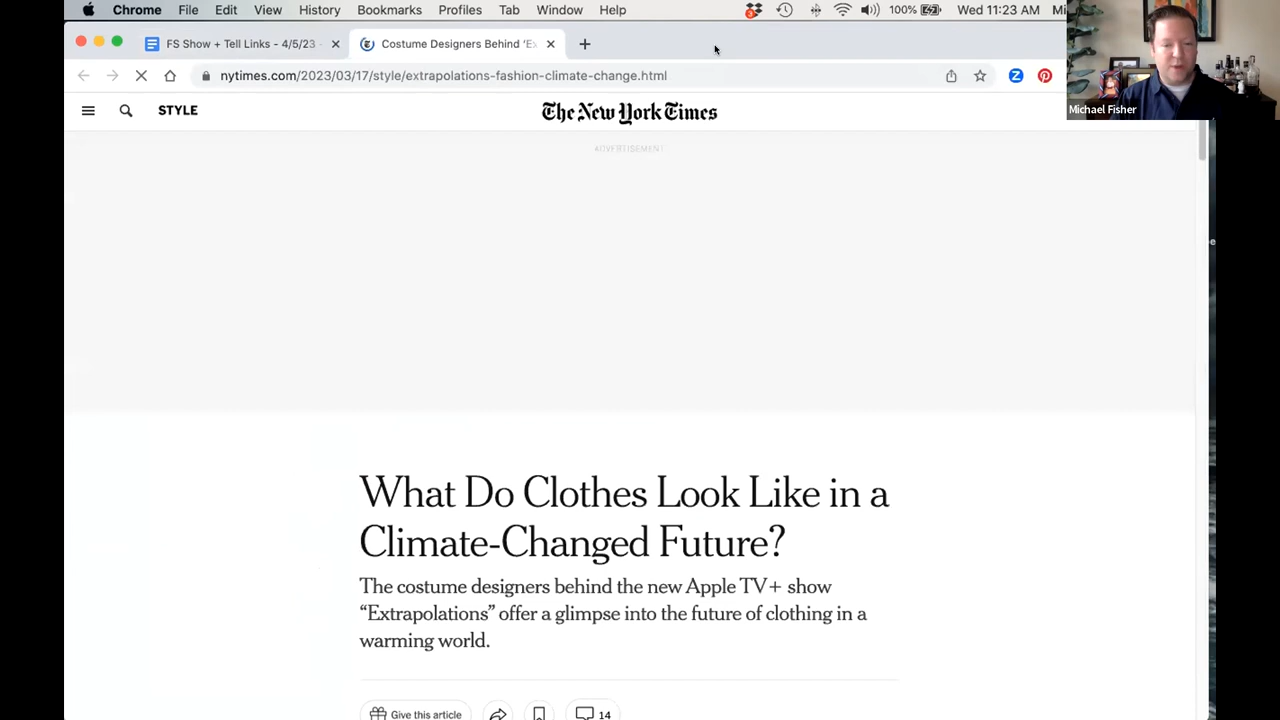 Chrome File Edit View History Bookmarks Profiles Tab Window Help 3 100% Wed 11:23 AM Mi
FS Show + Tell Links - 4/5/23 - Costume Designers Behind 'Ex
nytimes.com/2023/03/17/style/extrapolations-fashion-climate-change.html
Michael Fisher
STYLE The New York Times
ADVERTISEMENT
e
What Do Clothes Look Like in a
Climate-Changed Future?
The costume designers behind the new Apple TV+ show
“Extrapolations” offer a glimpse into the future of clothing in a
warming world.
Give this article 14